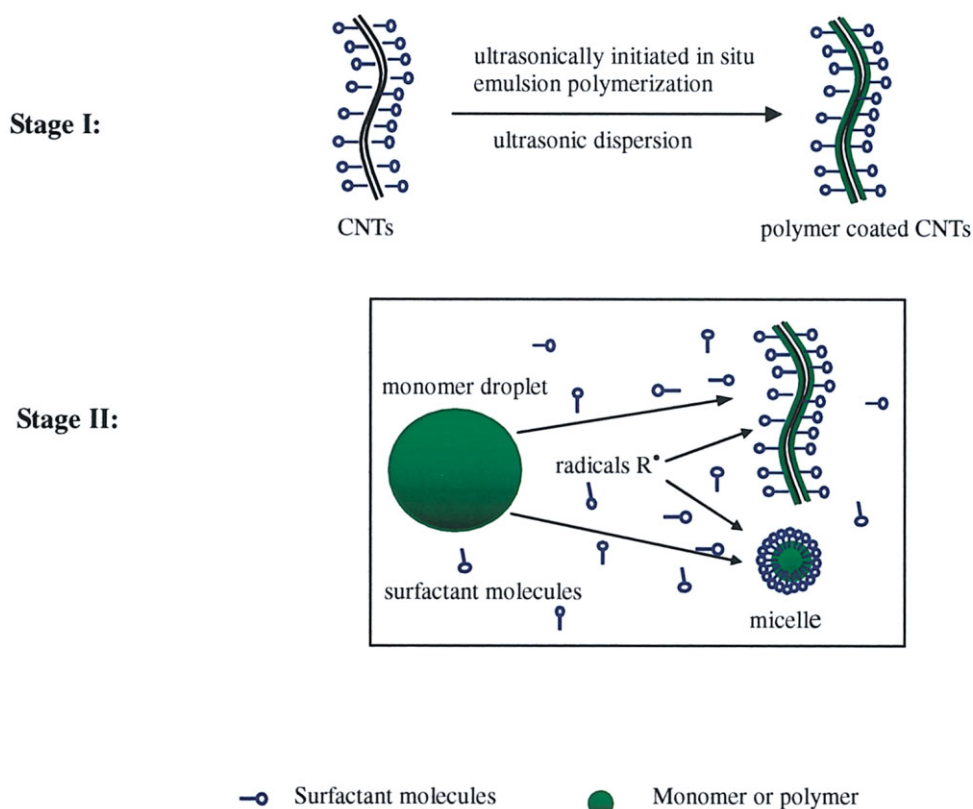 Stage I:
ultrasonically initiated in situ
emulsion polymerization
ultrasonic dispersion
CNTs
polymer coated CNTs
Stage II:
monomer droplet
radicals R•
surfactant molecules
micelle
Surfactant molecules
Monomer or polymer